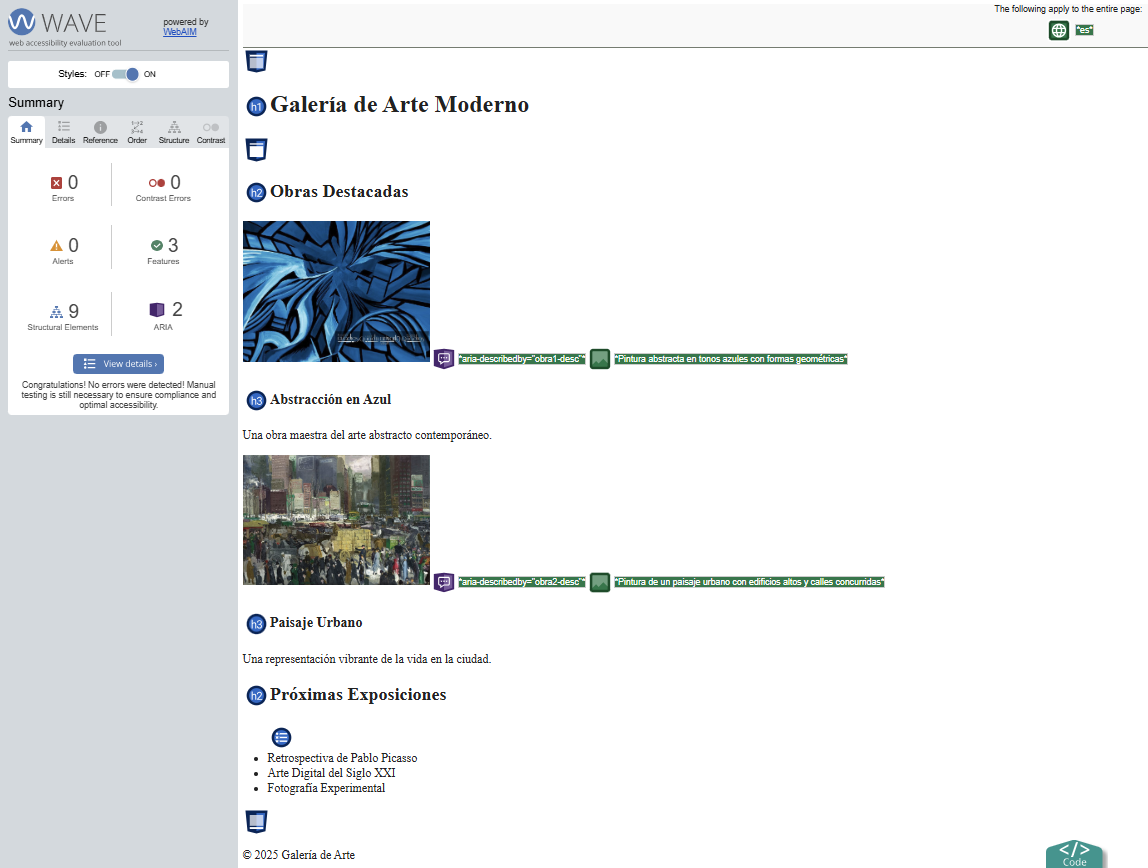 WAVE
web accessibility evaluation tool
powered by
WebAIM
Styles: OFF ON
Summary
Summary Details Reference Order Structure Contrast
0
Errors
0
Contrast Errors
0
Alerts
3
Features
9
Structural Elements
2
ARIA
View details ›
Congratulations! No errors were detected! Manual
testing is still necessary to ensure compliance and
optimal accessibility.
The following apply to the entire page:
*"es"*
h1 Galería de Arte Moderno
h2 Obras Destacadas
*aria-describedby="obra1-desc"* *Pintura abstracta en tonos azules con formas geométricas*
h3 Abstracción en Azul
Una obra maestra del arte abstracto contemporáneo.
*aria-describedby="obra2-desc"* *Pintura de un paisaje urbano con edificios altos y calles concurridas*
h3 Paisaje Urbano
Una representación vibrante de la vida en la ciudad.
h2 Próximas Exposiciones
Retrospectiva de Pablo Picasso
Arte Digital del Siglo XXI
Fotografía Experimental
© 2025 Galería de Arte
</>
Code